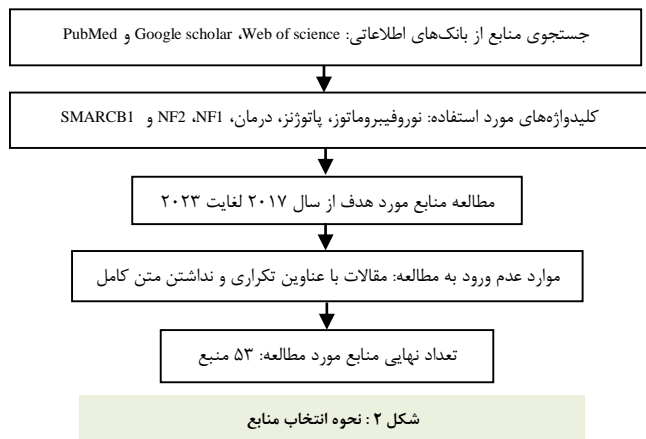 جستجوی منابع از بانک‌های اطلاعاتی: Google scholar ،Web of science و PubMed
کلیدواژه‌های مورد استفاده: نوروفیبروماتوز، پاتوژنز، درمان، NF2 ،NF1 و SMARCB1
مطالعه منابع مورد هدف از سال ۲۰۱۷ لغایت ۲۰۲۳
موارد عدم ورود به مطالعه: مقالات با عناوین تکراری و نداشتن متن کامل
تعداد نهایی منابع مورد مطالعه: ۵۳ منبع
شکل ۲ : نحوه انتخاب منابع